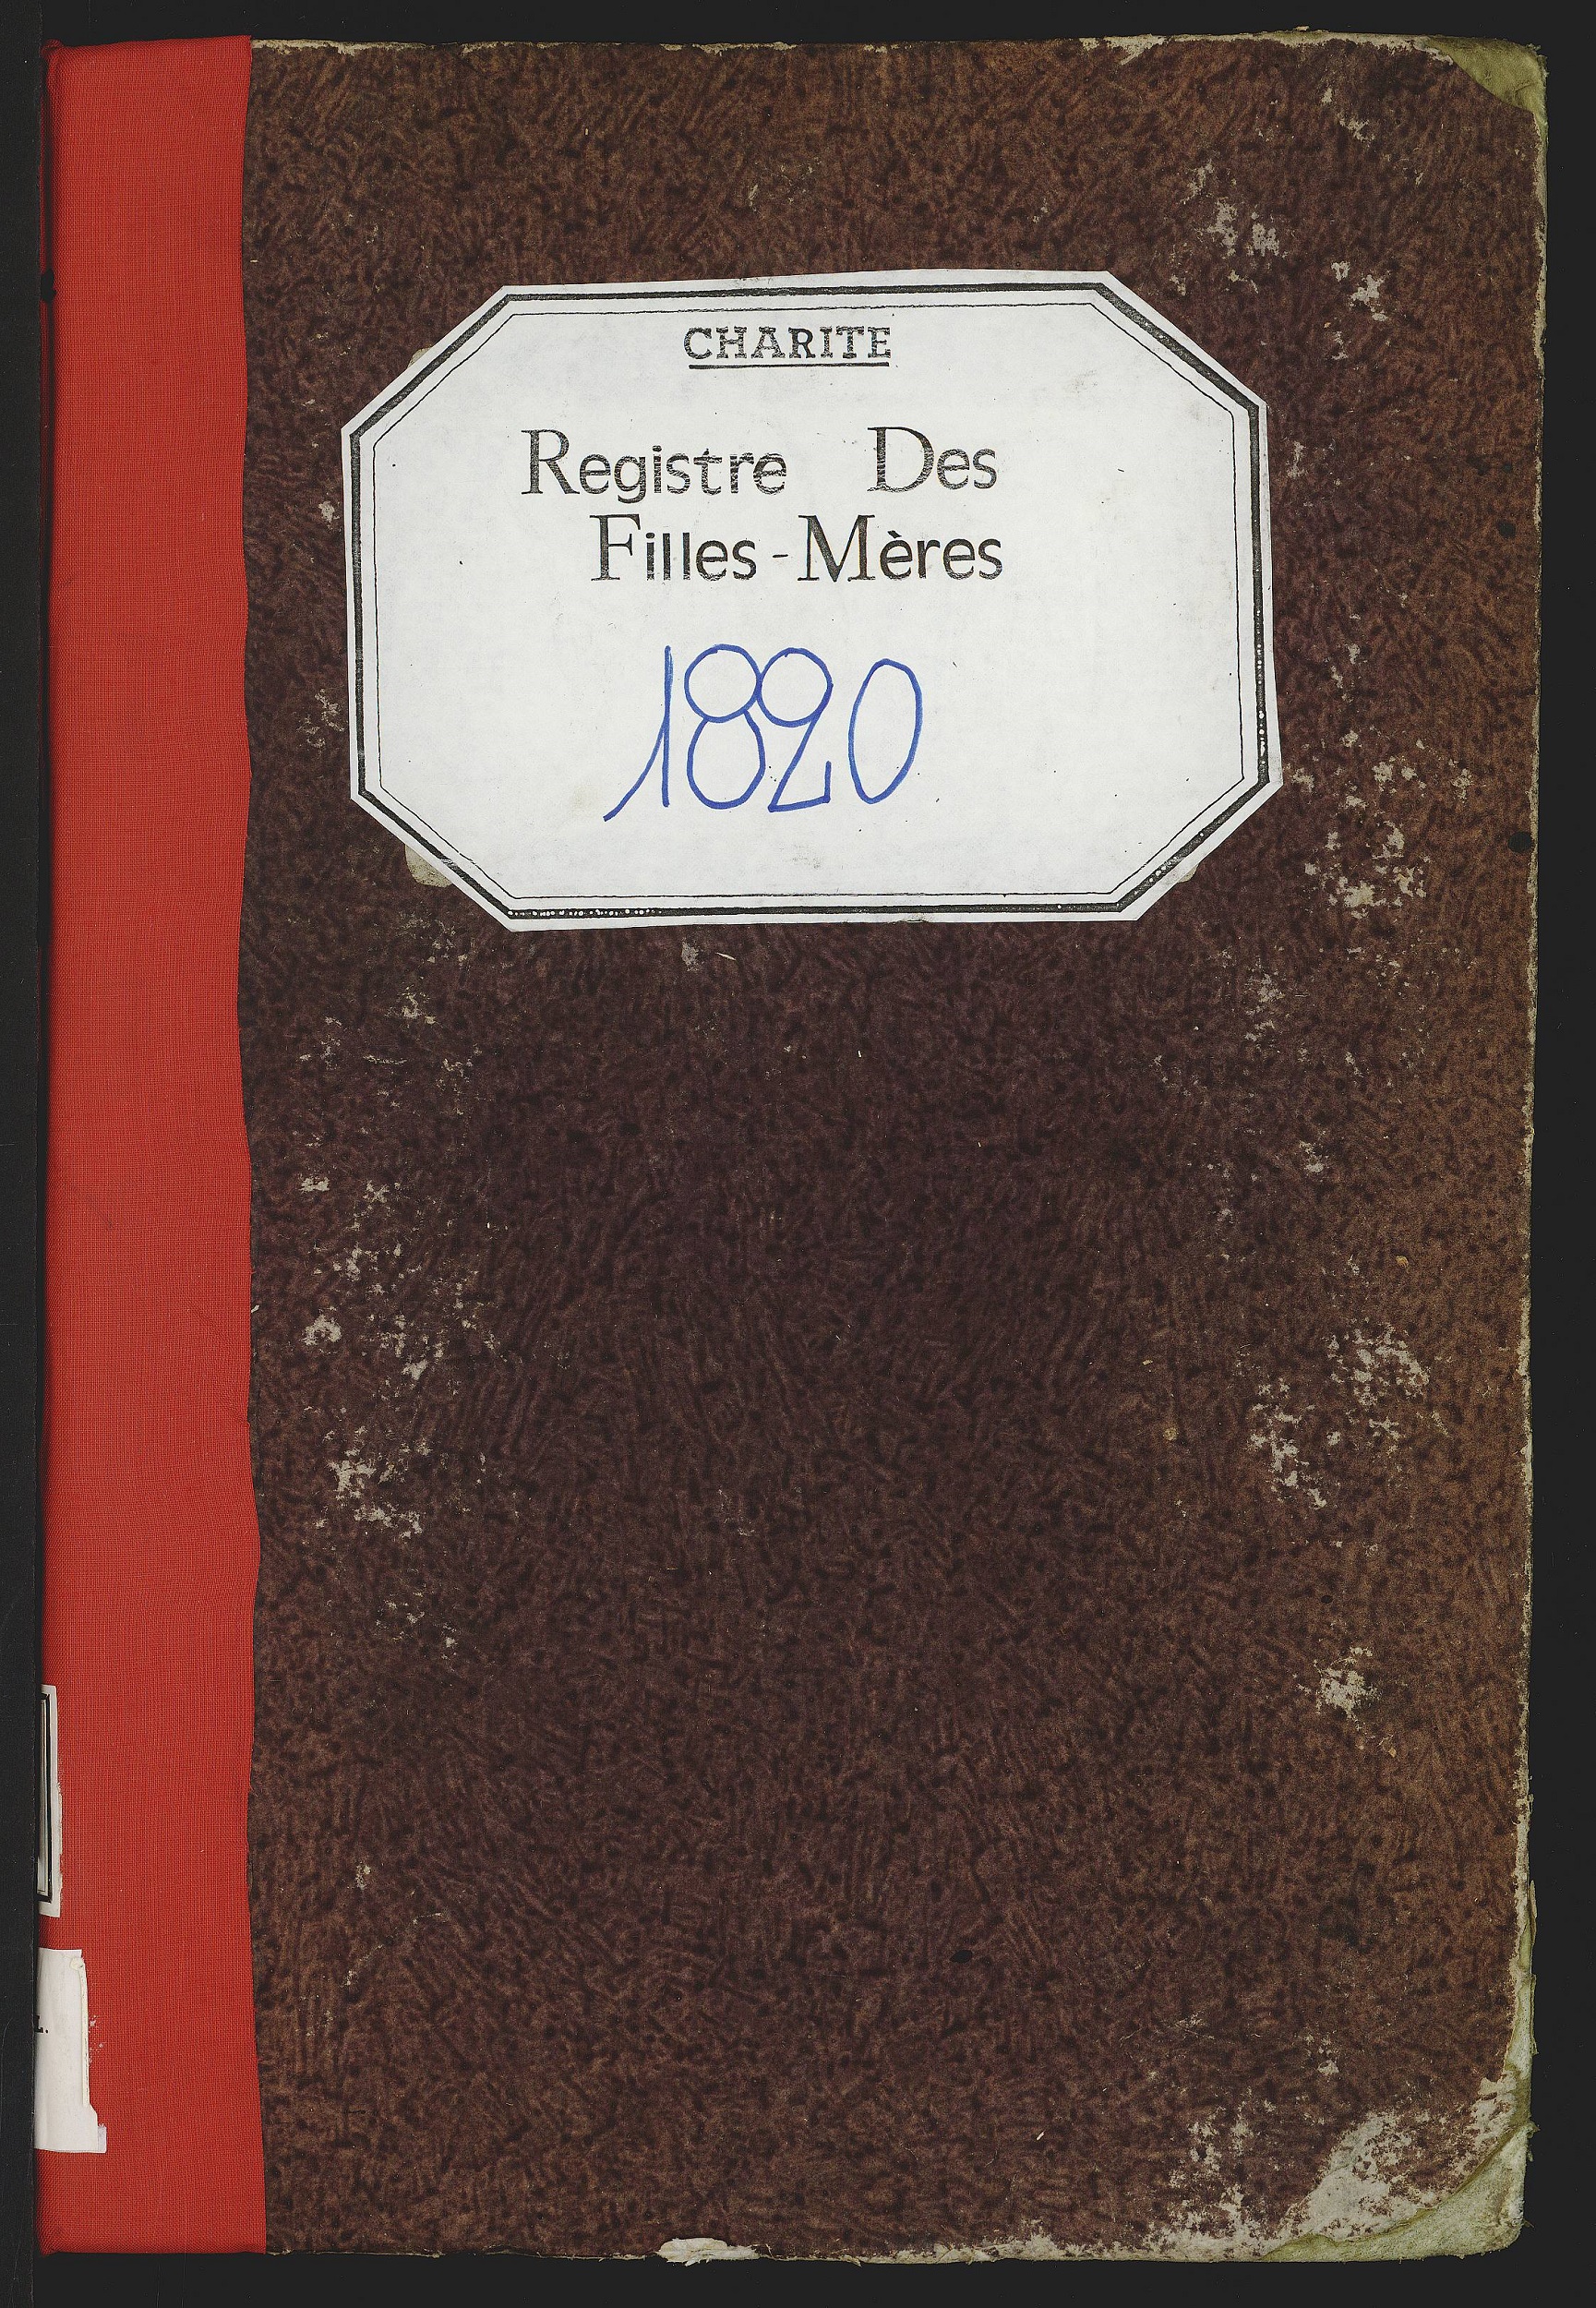 CHARITE
Registre Des
Filles-Mères
1820